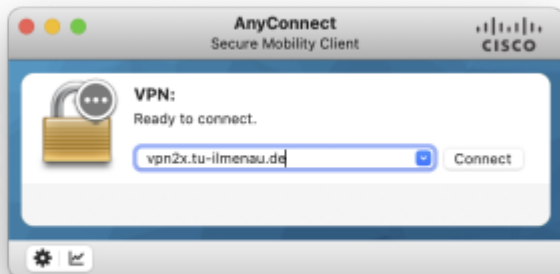 AnyConnect
Secure Mobility Client
CISCO
VPN:
Ready to connect.
vpn2x.tu-ilmenau.de
Connect